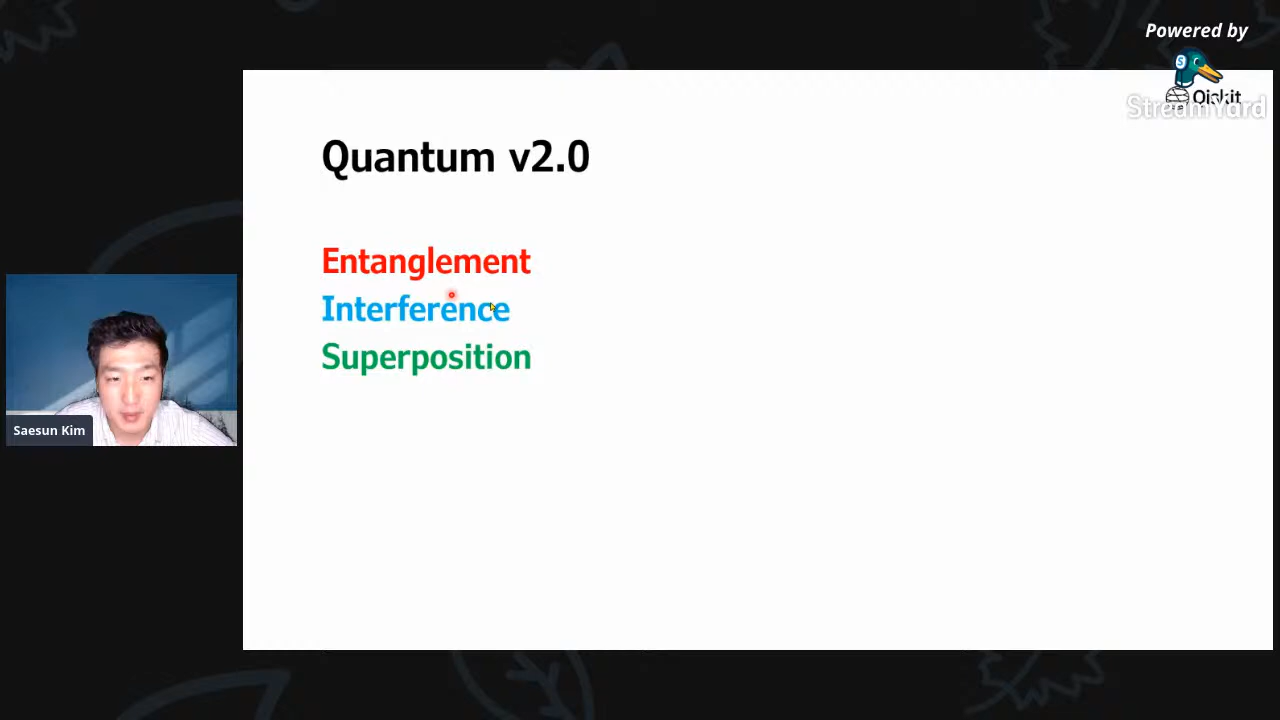 Powered by
Qiskit
StreamYard
Quantum v2.0
Entanglement
Interference
Superposition
Saesun Kim